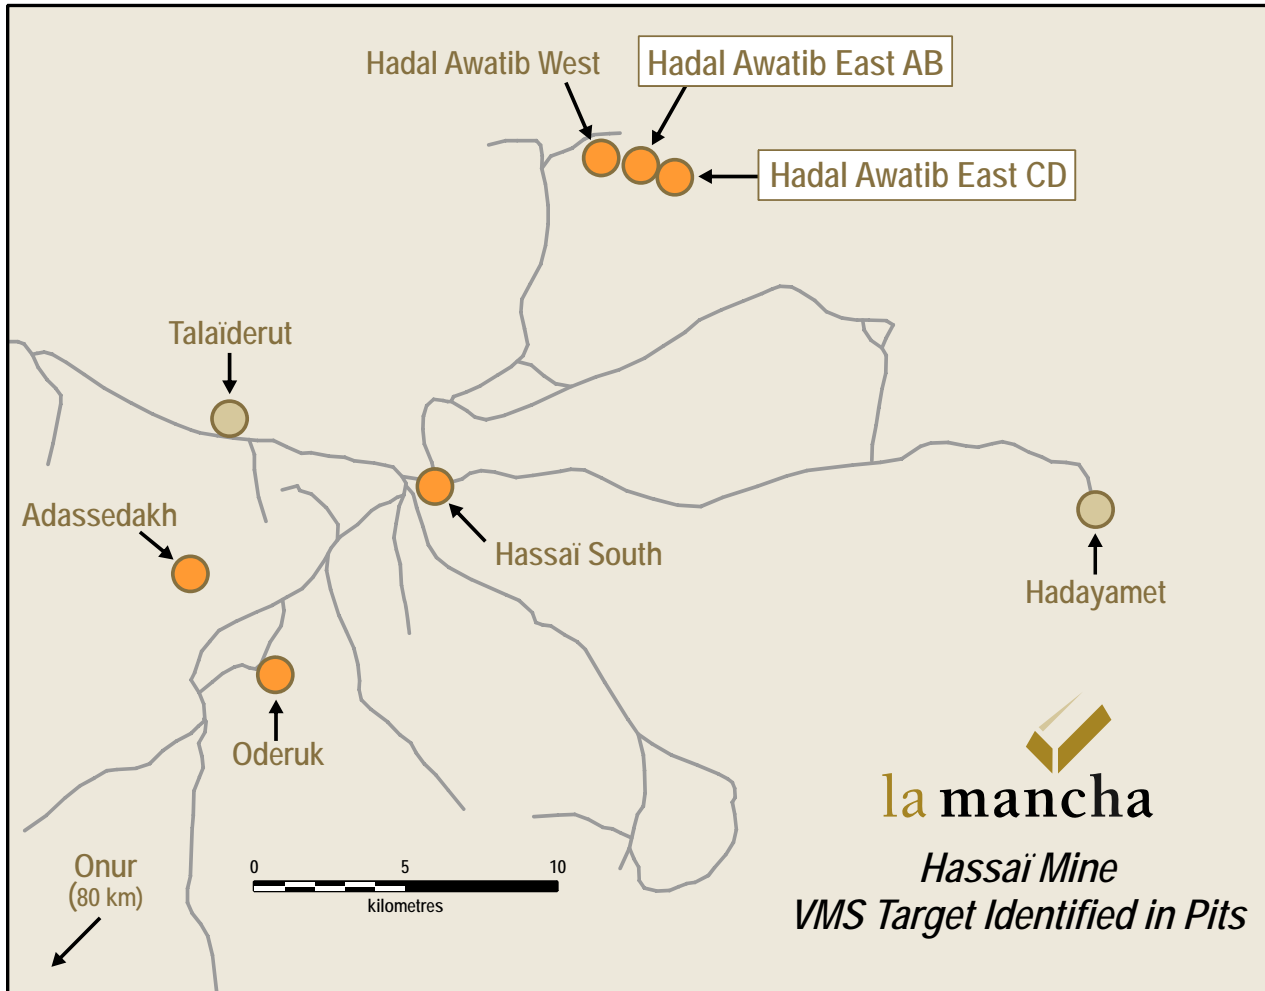 Hadal Awatib West
Hadal Awatib East AB
Hadal Awatib East CD
Talaïderut
Adassedakh
Hassaï South
Hadayamet
Oderuk
la mancha
Onur
(80 km)
0 5 10
kilometres
Hassaï Mine
VMS Target Identified in Pits